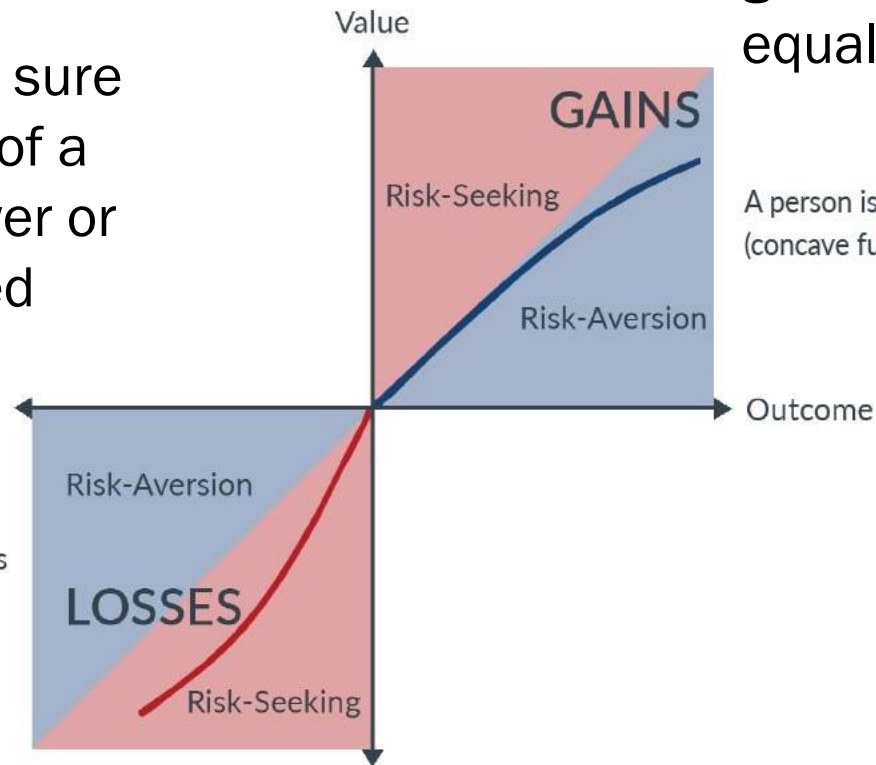 equal
sure
of a
er or
ed
Value
GAINS
Risk-Seeking
A person is
(concave fu
Risk-Aversion
Outcome
Risk-Aversion
s
LOSSES
Risk-Seeking